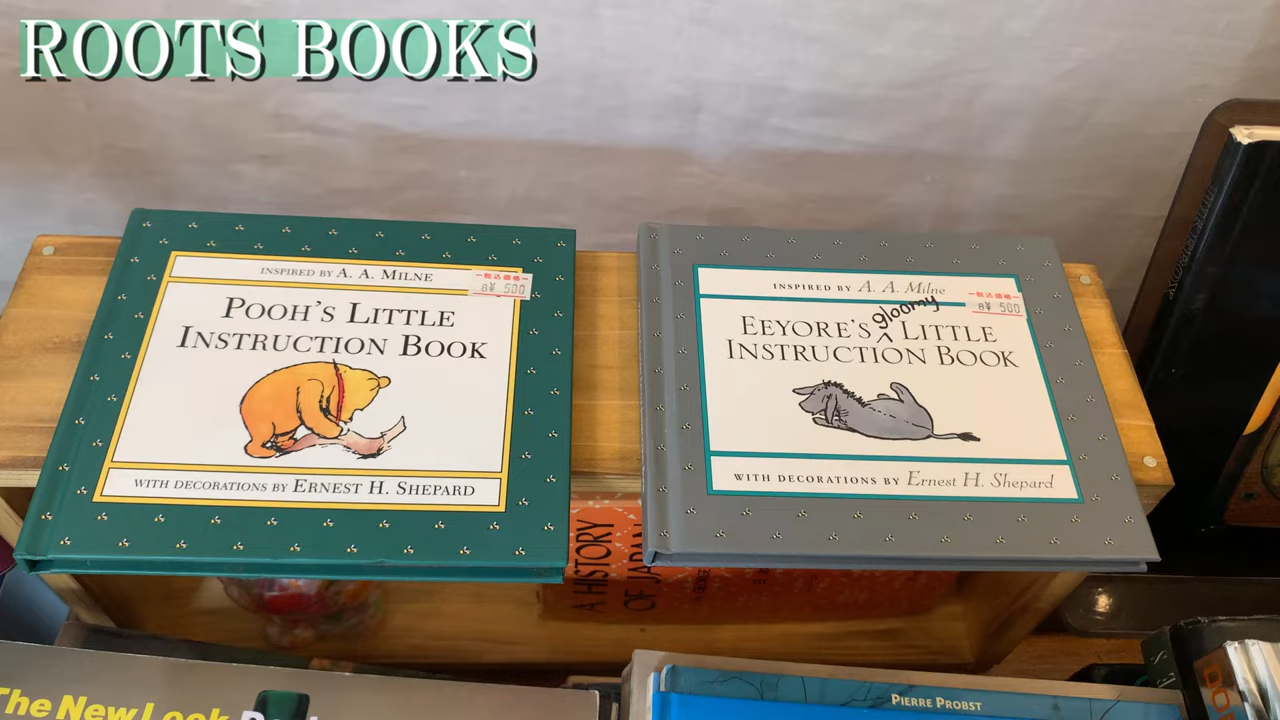 ROOTS BOOKS
INSPIRED BY A. A. MILNE
税込価格
a¥ 500
POOH'S LITTLE
INSTRUCTION BOOK
WITH DECORATIONS BY ERNEST H. SHEPARD
INSPIRED BY A. A. Milne
税込価格
a¥ 500
gloomy
EEYORE'S ^ LITTLE
INSTRUCTION BOOK
WITH DECORATIONS BY Ernest H. Shepard
A HISTORY
OF JAPAN
The New Look
PIERRE PROBST